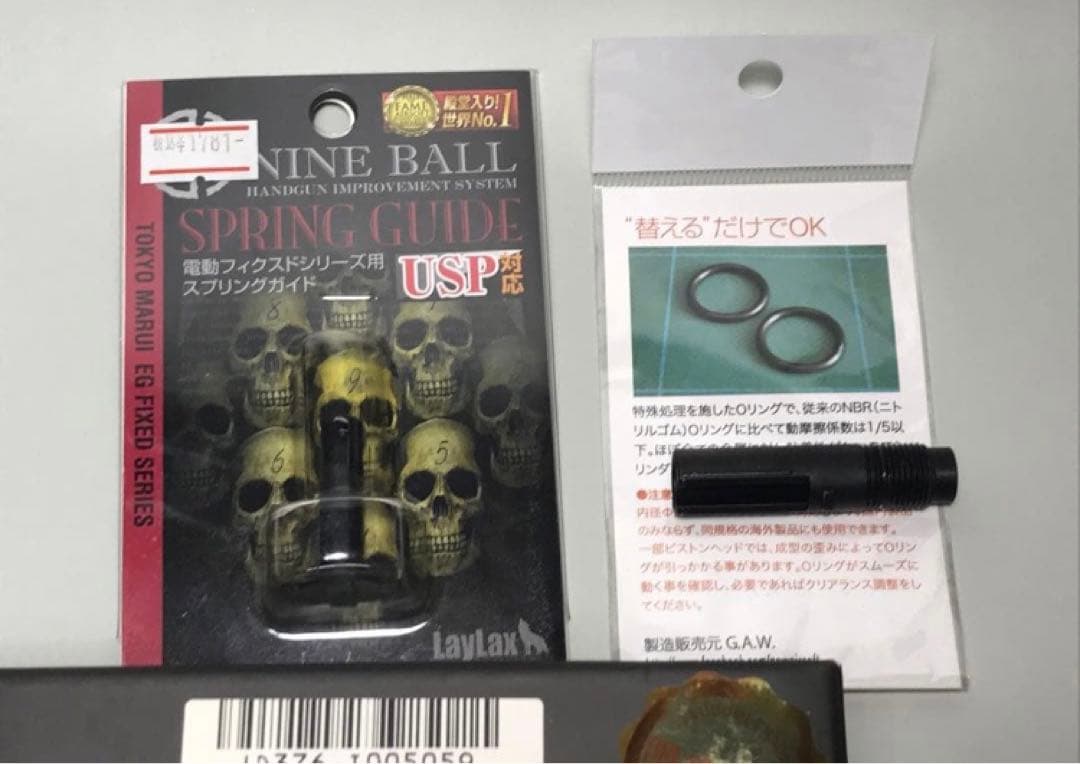 殿堂入り!
世界No.1
NINE BALL
HANDGUN IMPROVEMENT SYSTEM
SPRING GUIDE
電動フィクスドシリーズ用
スプリングガイド
USP対応
TOKYO MARUI EG FIXED SERIES
8
9
6
5
LayLax
"替える"だけでOK
特殊処理を施したOリングで、従来のNBR(ニト
リルゴム)Oリングに比べて動摩擦係数は1/5以
下。
リング
●注意
のみならず、同規格の海外製品にも使用できます。
一部ピストンヘッドでは、成型の歪みによってOリン
グが引っかかる事があります。Oリングがスムーズに
動く事を確認し、必要であればクリアランス調整をし
てください。
製造販売元 G.A.W.